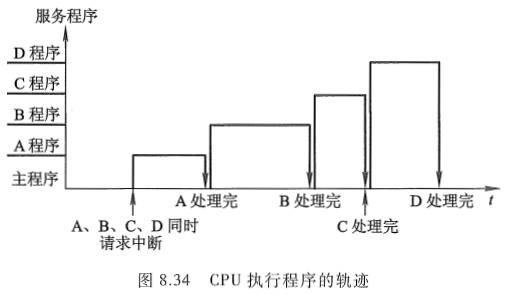 服务程序
D 程序
C 程序
B 程序
A 程序
主程序
A 处理完
B 处理完
D 处理完
t
A、B、C、D 同时
请求中断
C 处理完
图 8.34 CPU 执行程序的轨迹